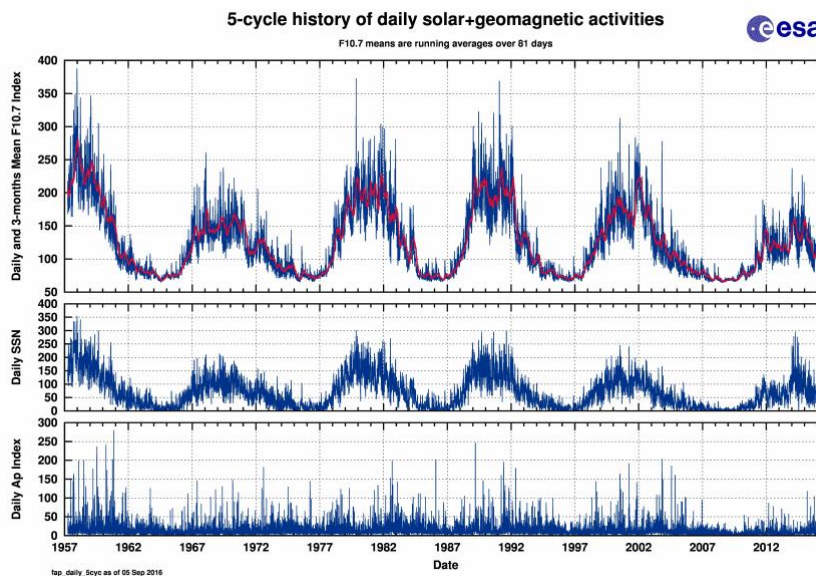 5-cycle history of daily solar+geomagnetic activities
esa
F10.7 means are running averages over 81 days
Daily and 3-months Mean F10.7 Index
400
350
300
250
200
150
100
50
Daily SSN
400
350
300
250
200
150
100
50
0
Daily Ap Index
300
250
200
150
100
50
0
1957 1962 1967 1972 1977 1982 1987 1992 1997 2002 2007 2012
Date
fap_daily_5cyc as of 05 Sep 2016